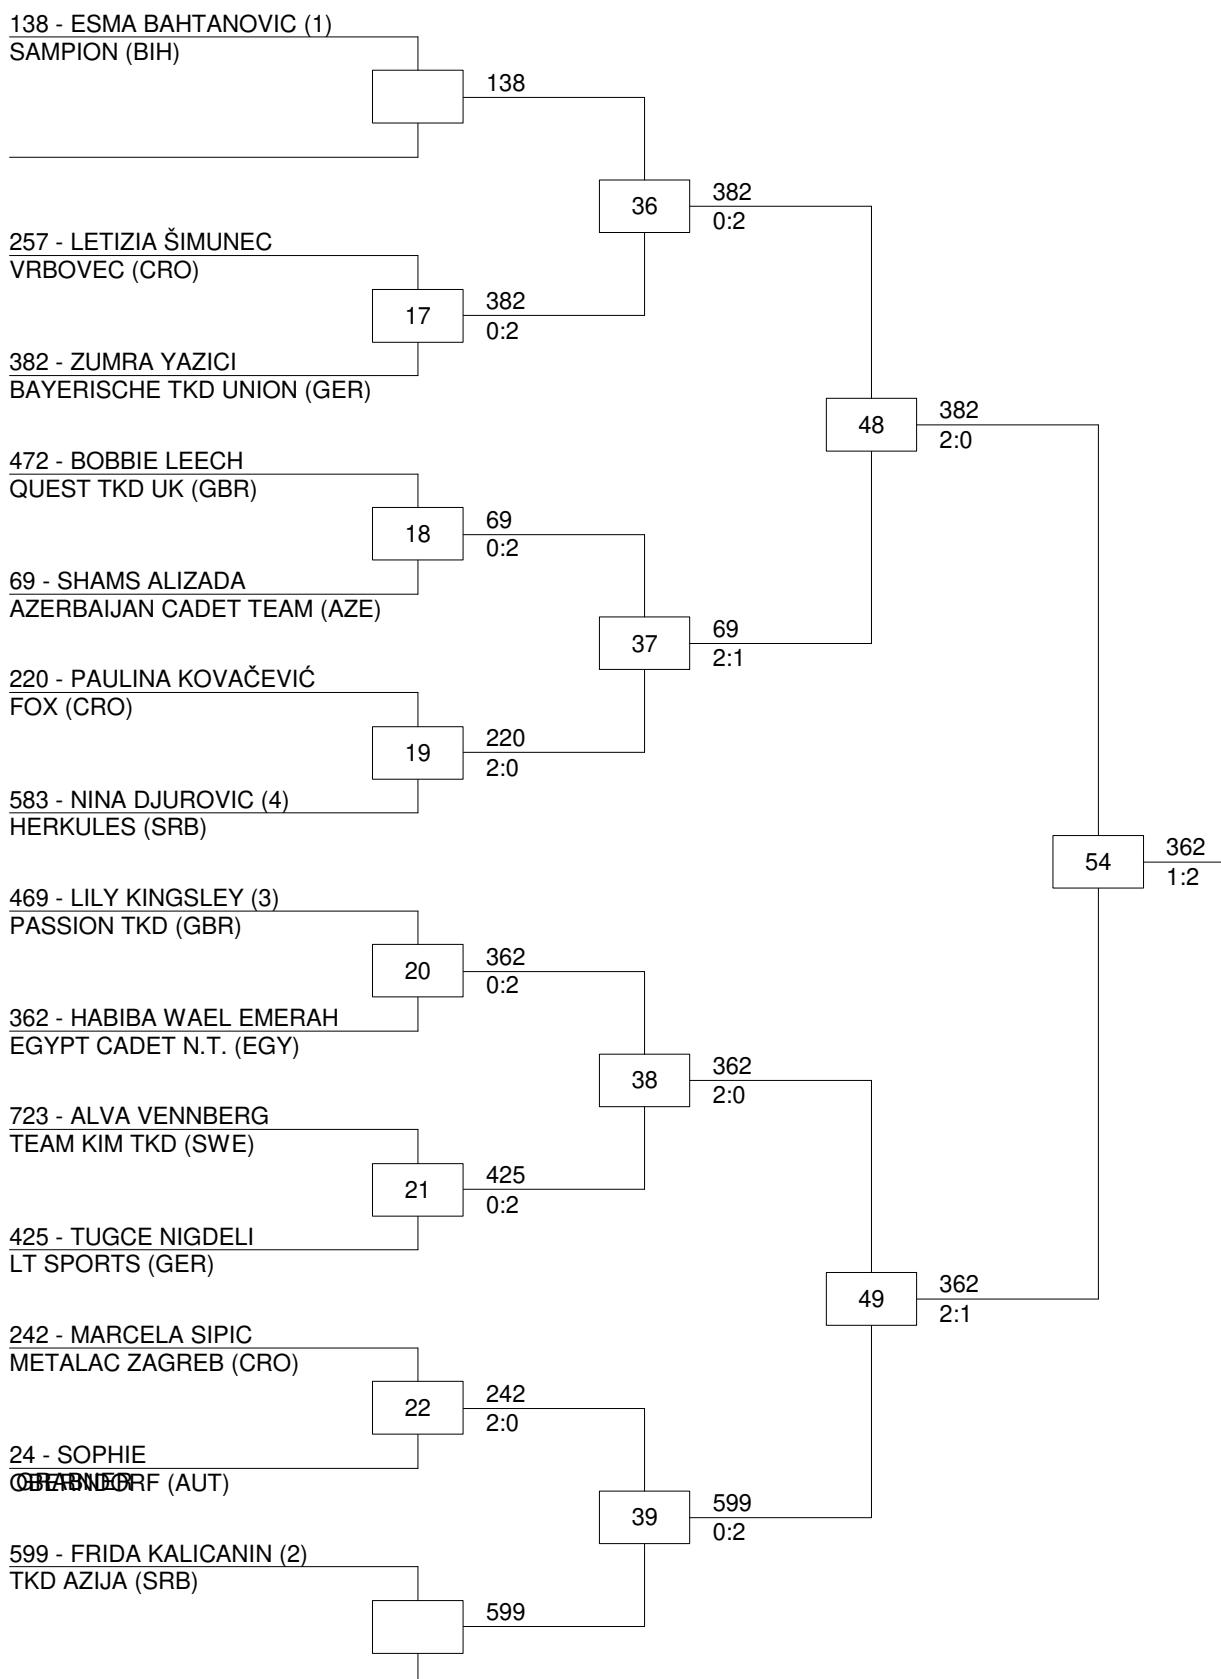 138 - ESMA BAHTANOVIC (1)
SAMPION (BIH)
138
36
382
0:2
257 - LETIZIA ŠIMUNEC
VRBOVEC (CRO)
17
382
0:2
382 - ZUMRA YAZICI
BAYERISCHE TKD UNION (GER)
48
382
2:0
472 - BOBBIE LEECH
QUEST TKD UK (GBR)
18
69
0:2
69 - SHAMS ALIZADA
AZERBAIJAN CADET TEAM (AZE)
37
69
2:1
220 - PAULINA KOVAČEVIĆ
FOX (CRO)
19
220
2:0
583 - NINA DJUROVIC (4)
HERKULES (SRB)
54
362
1:2
469 - LILY KINGSLEY (3)
PASSION TKD (GBR)
20
362
0:2
362 - HABIBA WAEL EMERAH
EGYPT CADET N.T. (EGY)
38
362
2:0
723 - ALVA VENNBERG
TEAM KIM TKD (SWE)
21
425
0:2
425 - TUGCE NIGDELI
LT SPORTS (GER)
49
362
2:1
242 - MARCELA SIPIC
METALAC ZAGREB (CRO)
22
242
2:0
24 - SOPHIE
(AUT)
39
599
0:2
599 - FRIDA KALICANIN (2)
TKD AZIJA (SRB)
599